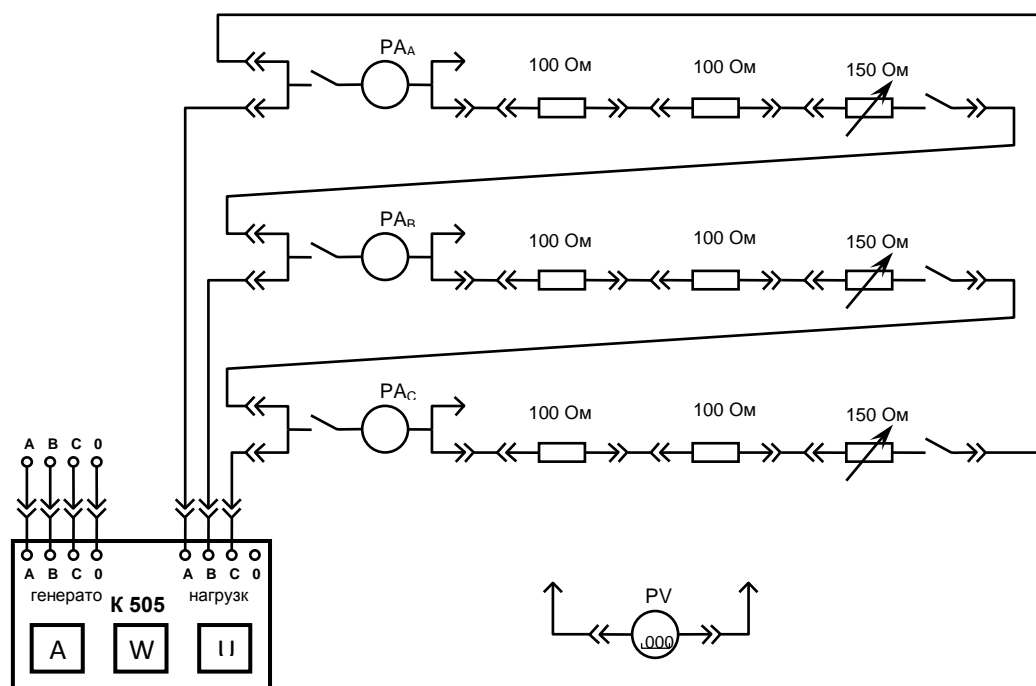 PAA
100 Ом 100 Ом 150 Ом
PAB
100 Ом 100 Ом 150 Ом
PAC
100 Ом 100 Ом 150 Ом
A B C 0
A B C 0 A B C 0
генерато К 505 нагрузк
A W U
PV
000